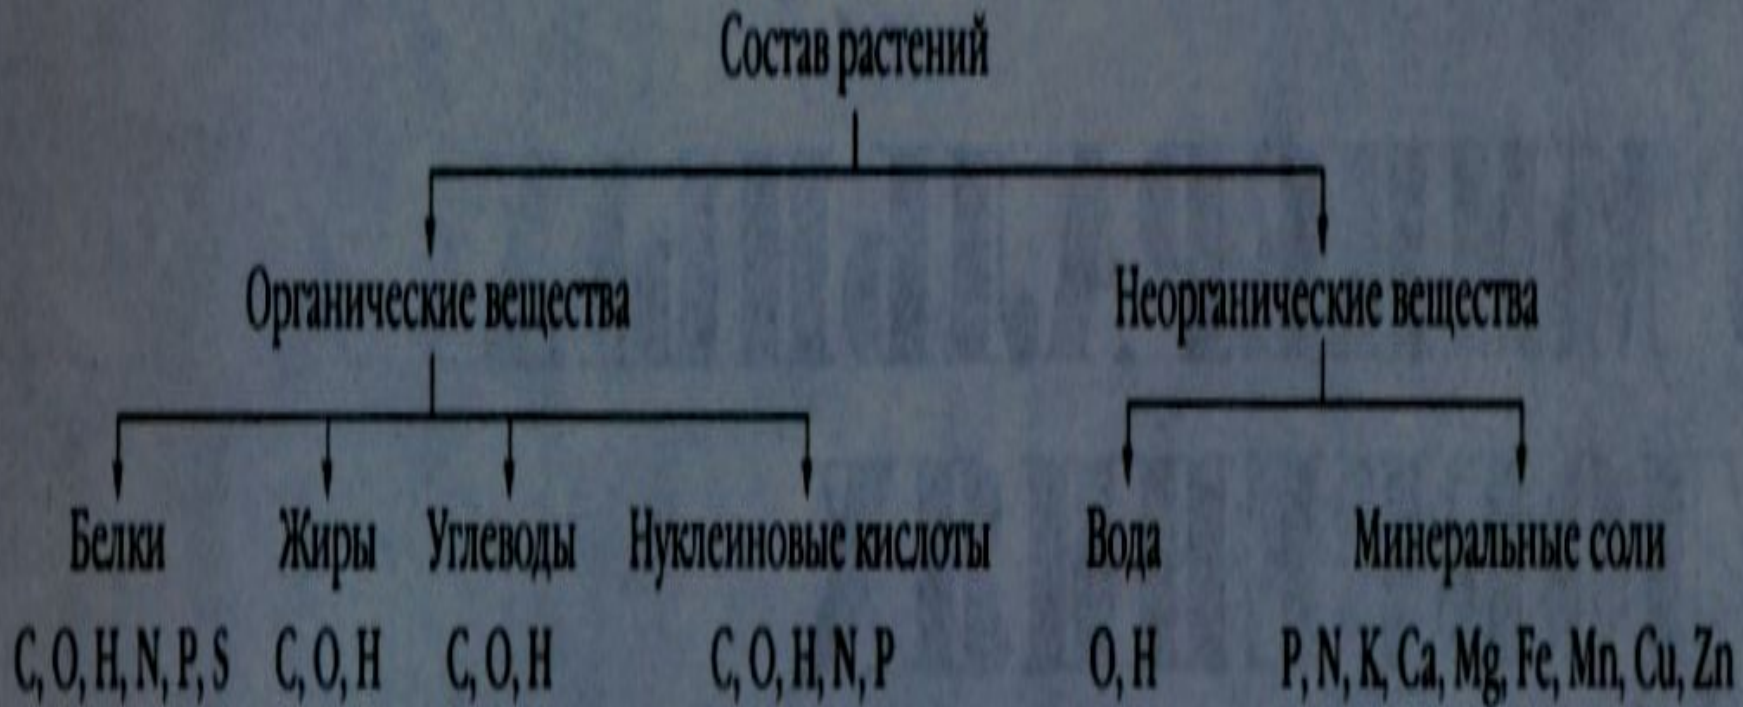 Состав растений
Органические вещества Неорганические вещества
Белки Жиры Углеводы Нуклеиновые кислоты Вода Минеральные соли
C, O, H, N, P, S C, O, H C, O, H C, O, H, N, P O, H P, N, K, Ca, Mg, Fe, Mn, Cu, Zn